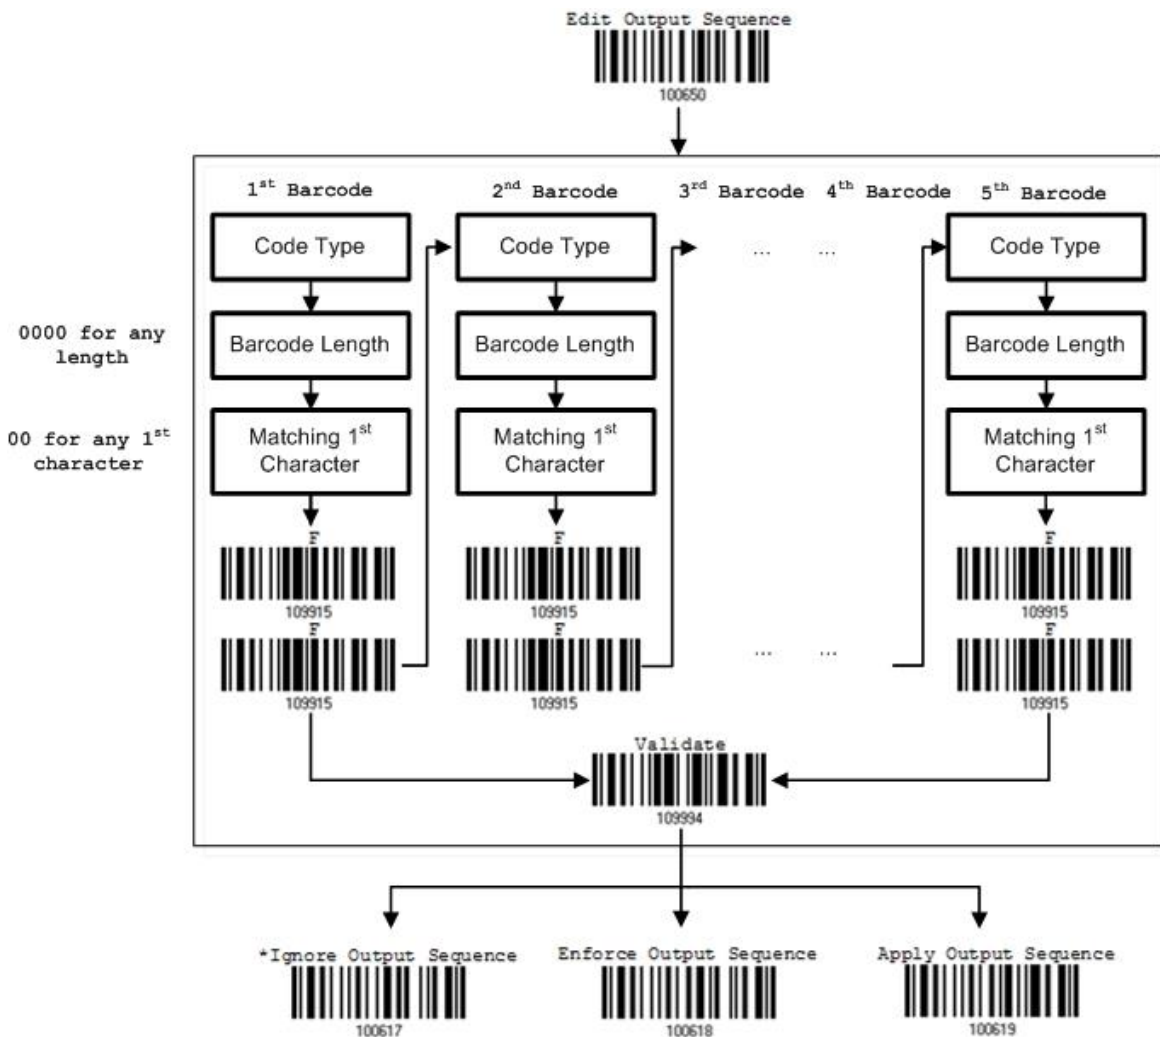 Edit Output Sequence
100650
1st Barcode
2nd Barcode
3rd Barcode
4th Barcode
5th Barcode
Code Type
Code Type
... ...
Code Type
0000 for any
length
Barcode Length
Barcode Length
Barcode Length
00 for any 1st
character
Matching 1st
Character
Matching 1st
Character
Matching 1st
Character
109915
109915
109915
... ...
109915
109915
109915
Validate
109994
*Ignore Output Sequence
Enforce Output Sequence
Apply Output Sequence
100617
100618
100619